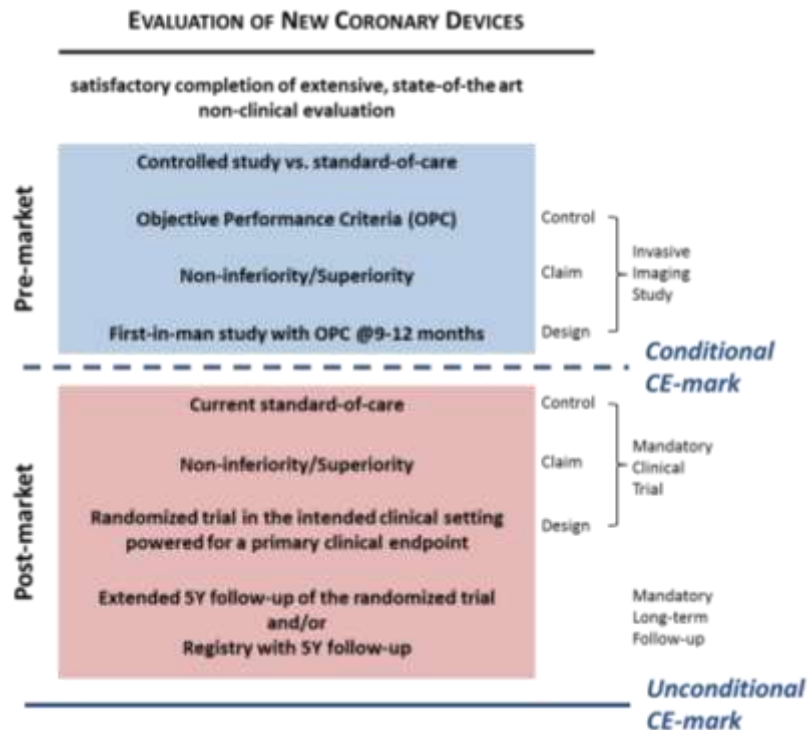 EVALUATION OF NEW CORONARY DEVICES
satisfactory completion of extensive, state-of-the art
non-clinical evaluation
Pre-market
Controlled study vs. standard-of-care
Objective Performance Criteria (OPC)
Control
Non-inferiority/Superiority
Claim
First-in-man study with OPC @9-12 months
Design
Invasive
Imaging
Study
Conditional
CE-mark
Post-market
Current standard-of-care
Control
Non-inferiority/Superiority
Claim
Randomized trial in the intended clinical setting
powered for a primary clinical endpoint
Design
Mandatory
Clinical
Trial
Extended 5Y follow-up of the randomized trial
and/or
Registry with 5Y follow-up
Mandatory
Long-term
Follow-up
Unconditional
CE-mark